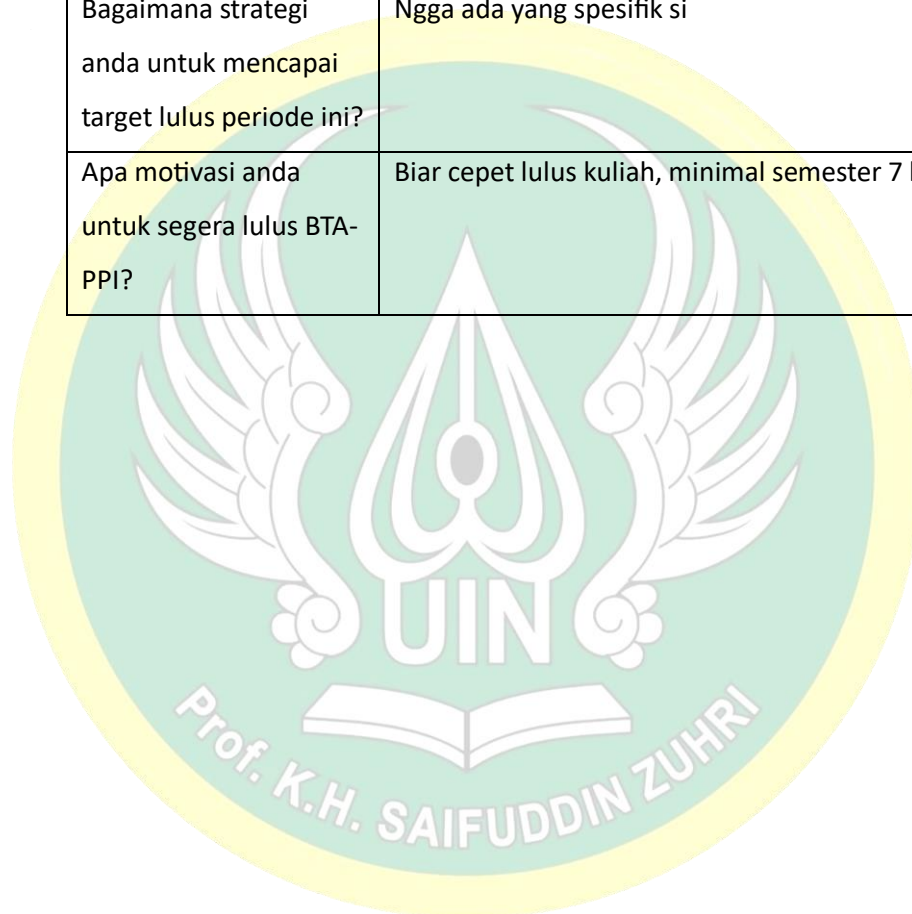 Bagaimana strategi Ngga ada yang spesifik si
anda untuk mencapai
target lulus periode ini?
Apa motivasi anda Biar cepet lulus kuliah, minimal semester 7
untuk segera lulus BTA-
PPI?
UIN
Prof. K.H. SAIFUDDIN ZUHRI